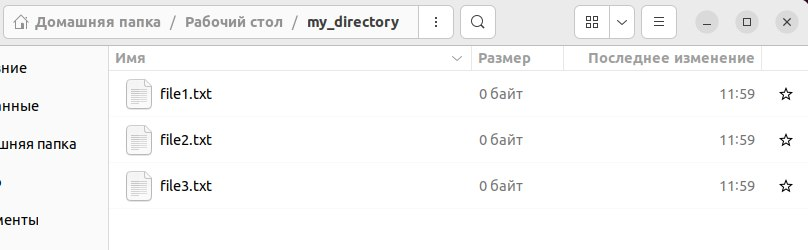 Домашняя папка / Рабочий стол / my_directory
Имя Размер Последнее изменение
file1.txt 0 байт 11:59
file2.txt 0 байт 11:59
file3.txt 0 байт 11:59
ние
нные
шняя папка
менты